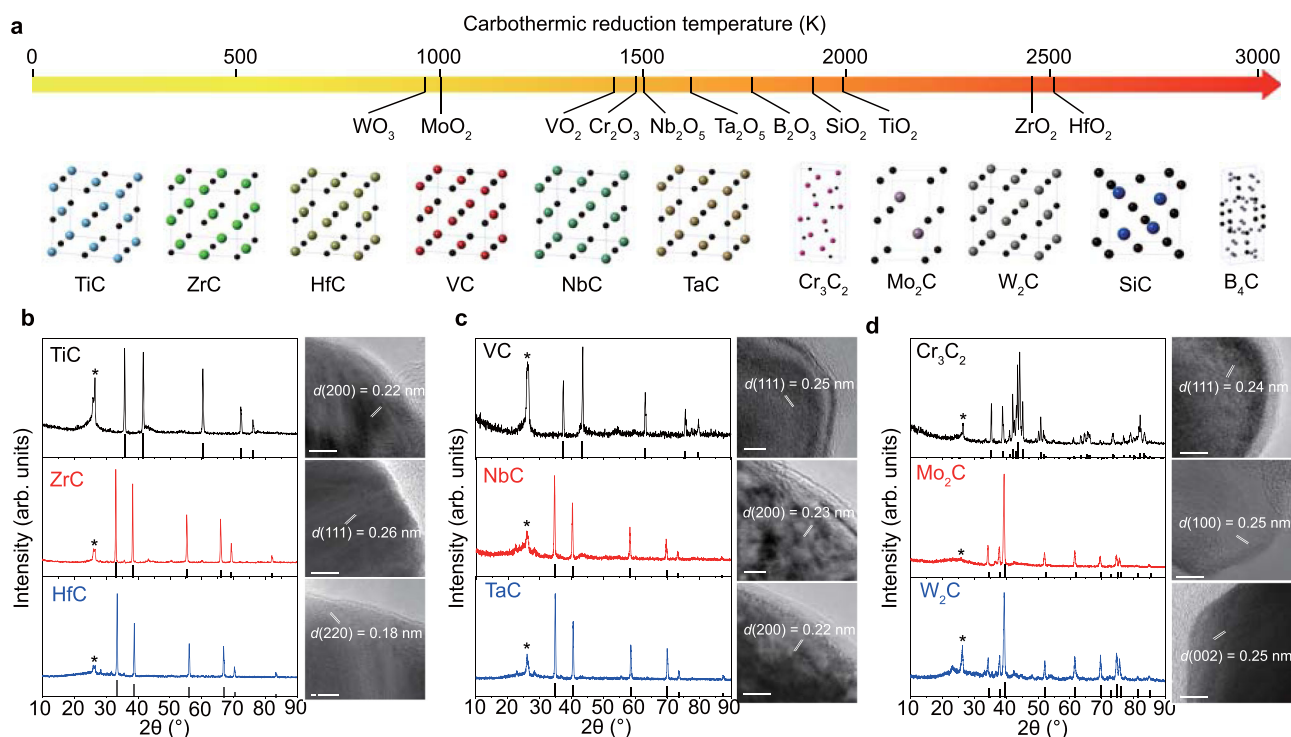 Carbothermic reduction temperature (K)
a
0 500 1000 1500 2000 2500 3000
WO₃ MoO₂ VO₂ Cr₂O₃ Nb₂O₅ Ta₂O₅ B₂O₃ SiO₂ TiO₂ ZrO₂ HfO₂
TiC ZrC HfC VC NbC TaC Cr₃C₂ Mo₂C W₂C SiC B₄C
b
TiC
*
d(200) = 0.22 nm
ZrC
*
d(111) = 0.26 nm
HfC
*
d(220) = 0.18 nm
Intensity (arb. units)
10 20 30 40 50 60 70 80 90
2θ (°)
c
VC
*
d(111) = 0.25 nm
NbC
*
d(200) = 0.23 nm
TaC
*
d(200) = 0.22 nm
Intensity (arb. units)
10 20 30 40 50 60 70 80 90
2θ (°)
d
Cr₃C₂
*
d(111) = 0.24 nm
Mo₂C
*
d(100) = 0.25 nm
W₂C
*
d(002) = 0.25 nm
Intensity (arb. units)
10 20 30 40 50 60 70 80 90
2θ (°)